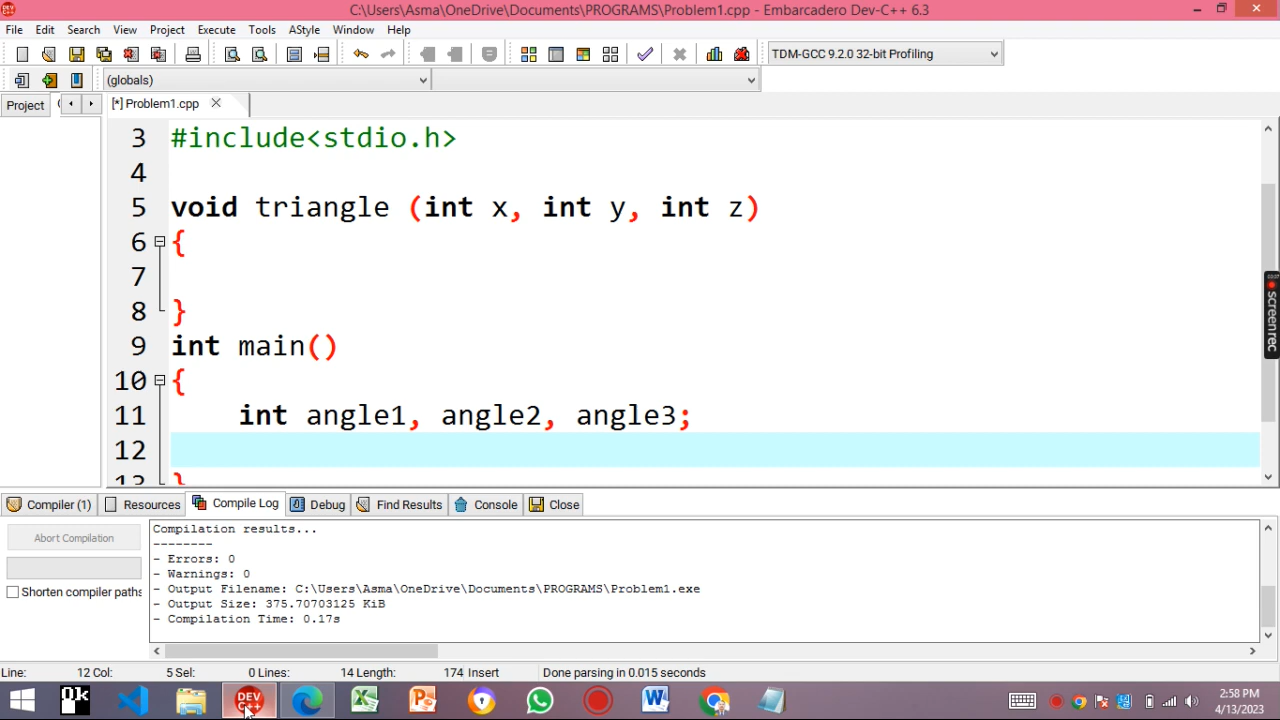 C:\Users\Asma\OneDrive\Documents\PROGRAMS\Problem1.cpp - Embarcadero Dev-C++ 6.3
File Edit Search View Project Execute Tools AStyle Window Help
TDM-GCC 9.2.0 32-bit Profiling
(globals)
Project
[*] Problem1.cpp
3 #include<stdio.h>
4
5 void triangle (int x, int y, int z)
6 {
7
8 }
9 int main()
10 {
11 int angle1, angle2, angle3;
12
13 }
Compiler (1) Resources Compile Log Debug Find Results Console Close
Abort Compilation
Shorten compiler paths
Compilation results...
--------
- Errors: 0
- Warnings: 0
- Output Filename: C:\Users\Asma\OneDrive\Documents\PROGRAMS\Problem1.exe
- Output Size: 375.70703125 KiB
- Compilation Time: 0.17s
Line: 12 Col: 5 Sel: 0 Lines: 14 Length: 174 Insert Done parsing in 0.015 seconds
Ok
DEV C++
2:58 PM
4/13/2023
screenrec